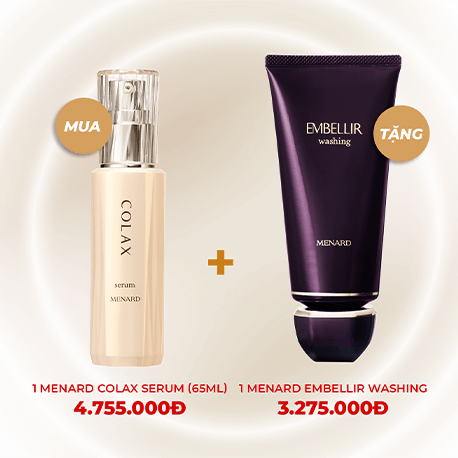 MUA
COLAX
serum
MENARD
EMBELLIR
washing
MENARD
TẶNG
+
1 MENARD COLAX SERUM (65ML)
4.755.000Đ
1 MENARD EMBELLIR WASHING
3.275.000Đ